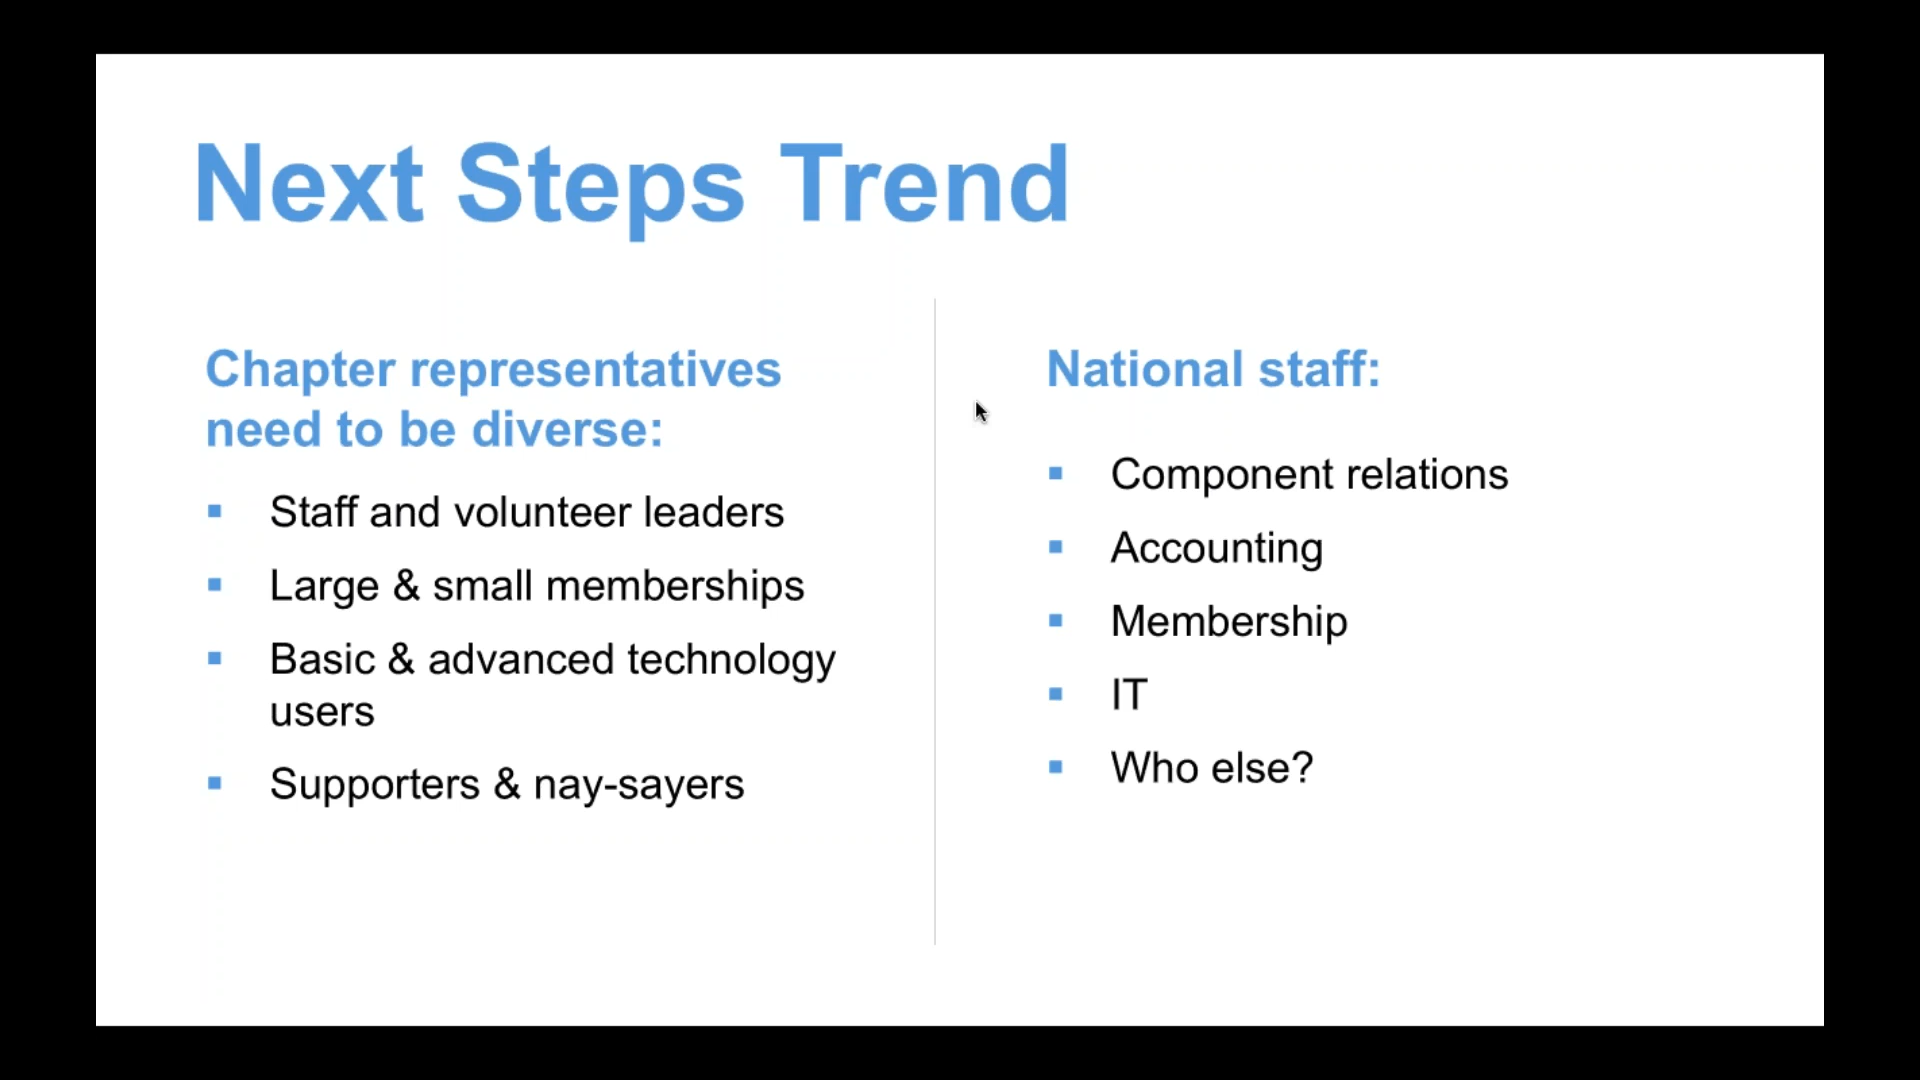 Next Steps Trend
Chapter representatives
need to be diverse:
▪ Staff and volunteer leaders
▪ Large & small memberships
▪ Basic & advanced technology
users
▪ Supporters & nay-sayers
National staff:
▪ Component relations
▪ Accounting
▪ Membership
▪ IT
▪ Who else?